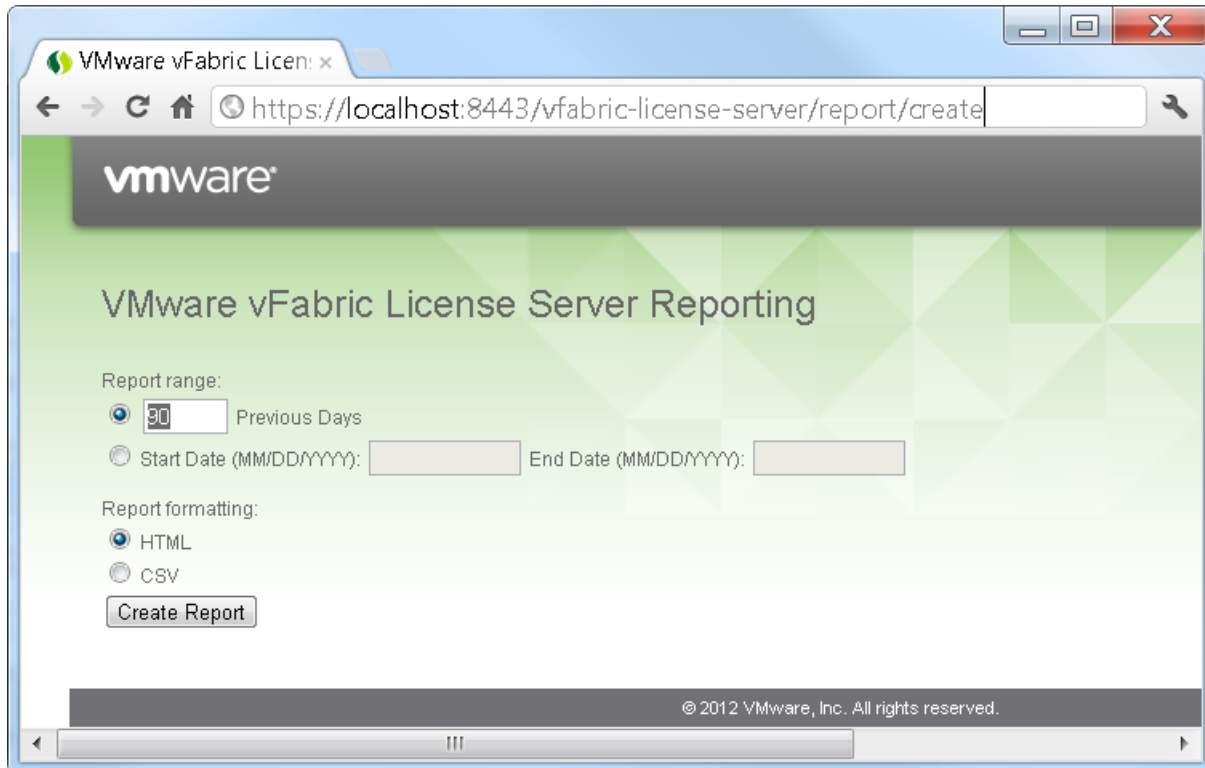 VMware vFabric Licen
https://localhost:8443/vfabric-license-server/report/create
vmware
VMware vFabric License Server Reporting
Report range:
90 Previous Days
Start Date (MM/DD/YYYY): End Date (MM/DD/YYYY):
Report formatting:
HTML
CSV
Create Report
© 2012 VMware, Inc. All rights reserved.